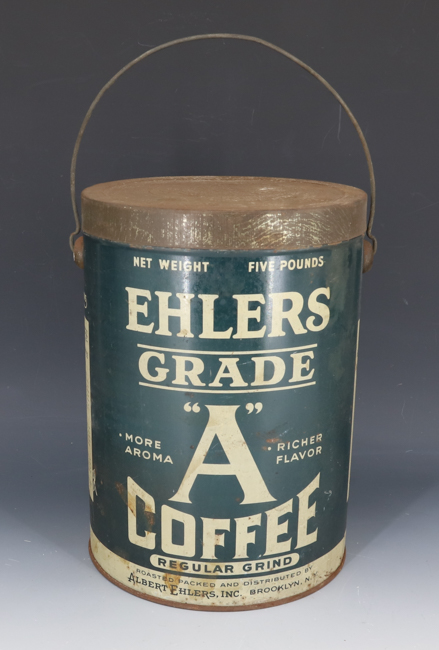 NET WEIGHT FIVE POUNDS
EHLERS
GRADE
"A"
• MORE AROMA
• RICHER FLAVOR
COFFEE
REGULAR GRIND
ROASTED PACKED AND DISTRIBUTED BY
ALBERT EHLERS, INC. BROOKLYN, N.Y.